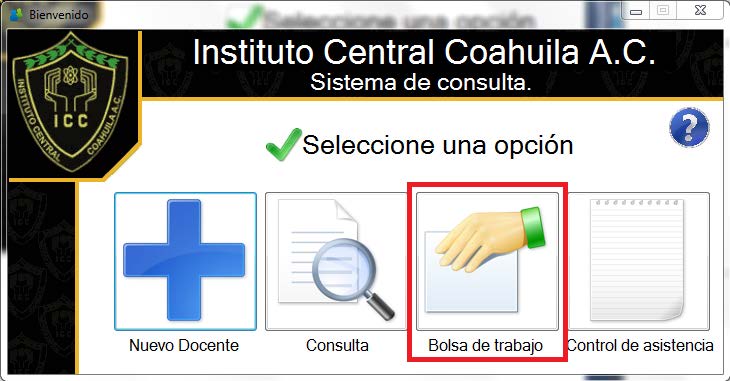 Bienvenido
Instituto Central Coahuila A.C.
Sistema de consulta.
INSTITUTO CENTRAL COAHUILA A.C.
ICC
Seleccione una opción
?
Nuevo Docente
Consulta
Bolsa de trabajo
Control de asistencia